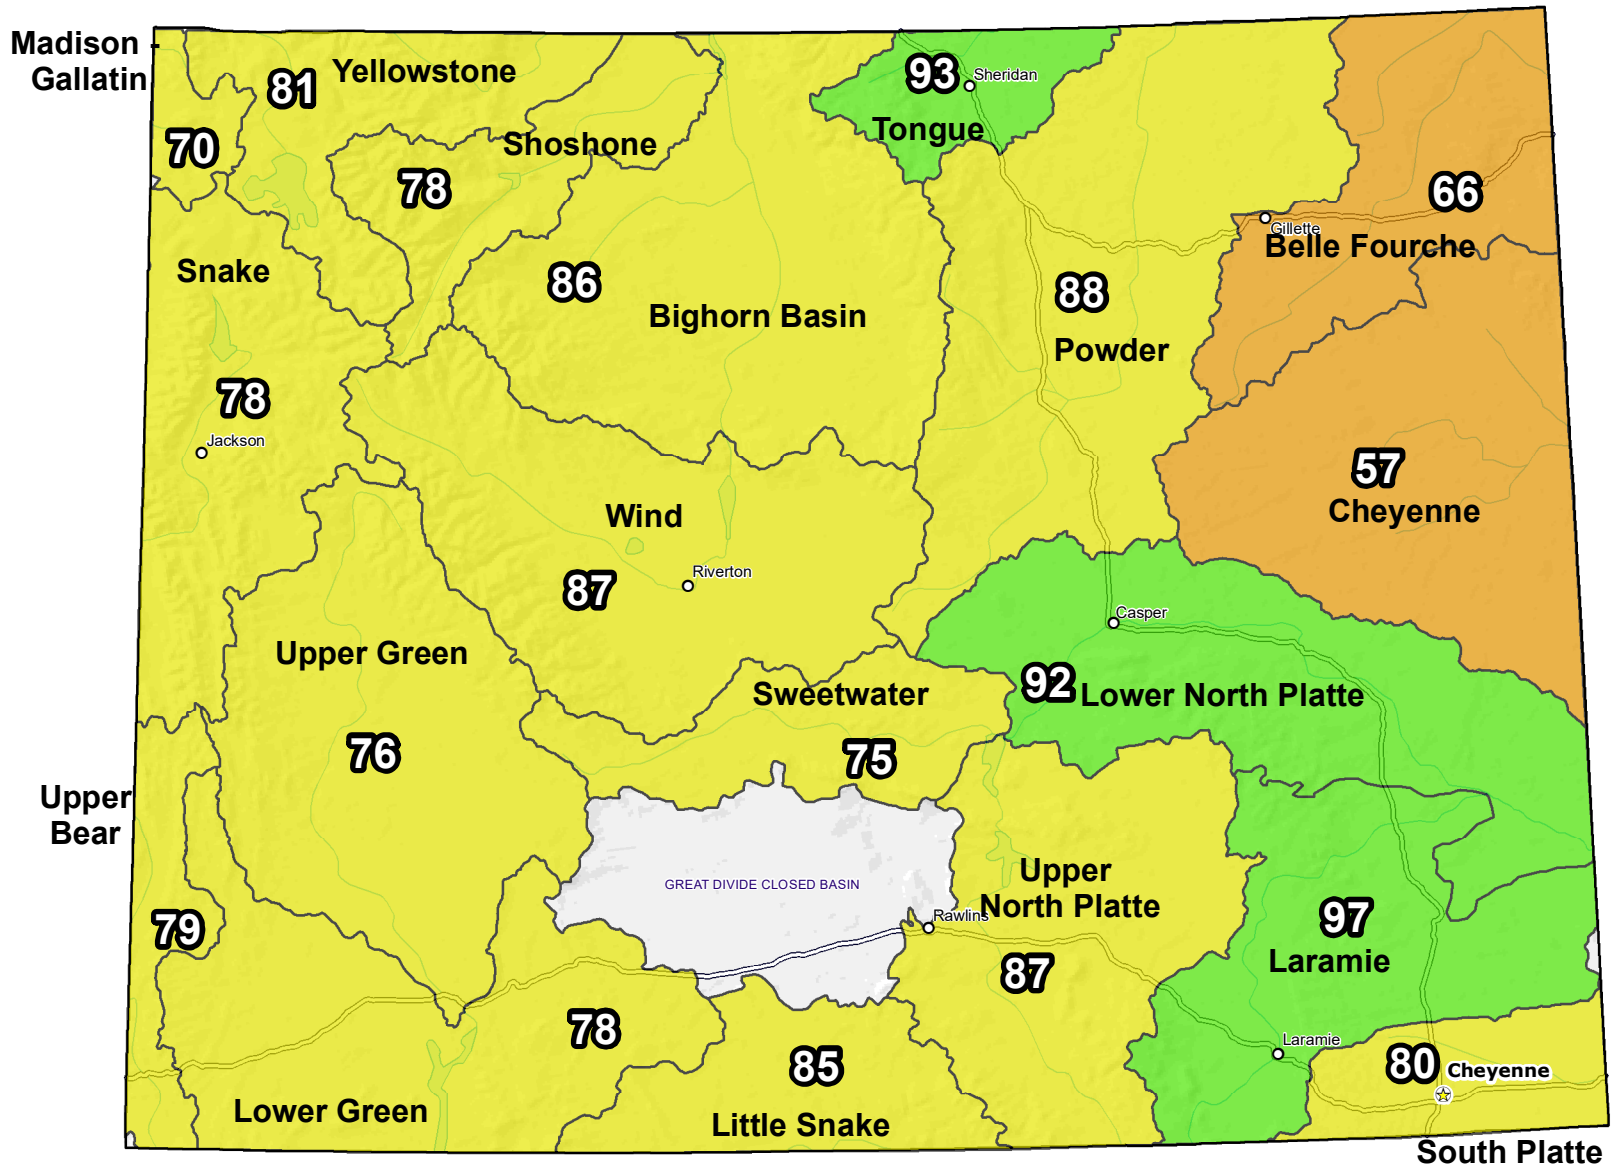 Madison -
Gallatin
81
Yellowstone
93
Sheridan
Tongue
70
Shoshone
78
66
Gillette
Belle Fourche
Snake
86
Bighorn Basin
88
Powder
78
Jackson
57
Cheyenne
Wind
87
Riverton
Casper
Upper Green
76
Sweetwater
75
92
Lower North Platte
Upper
Bear
79
GREAT DIVIDE CLOSED BASIN
Rawlins
Upper
North Platte
87
97
Laramie
78
85
Laramie
80
Cheyenne
Lower Green
Little Snake
South Platte